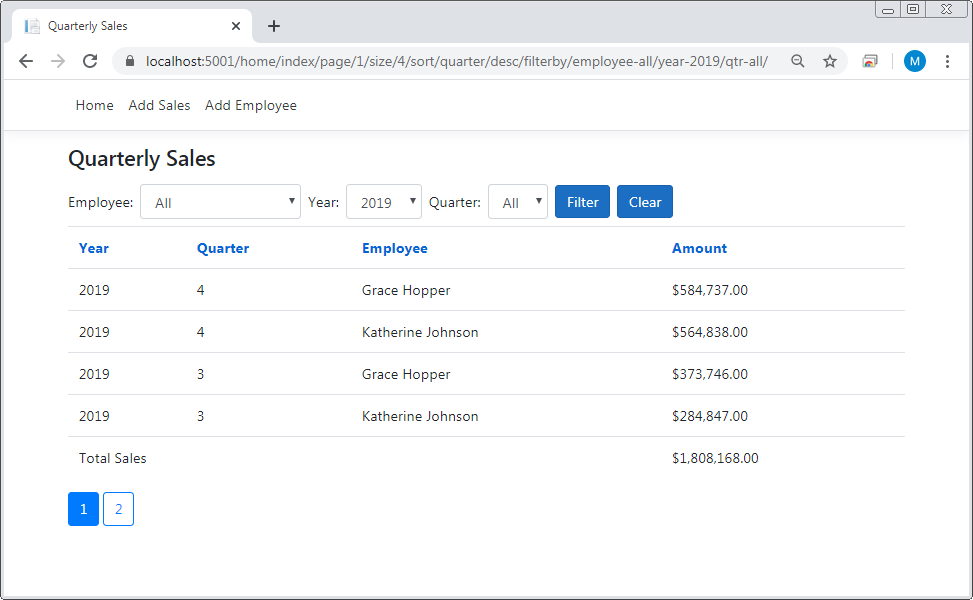 Quarterly Sales
localhost:5001/home/index/page/1/size/4/sort/quarter/desc/filterby/employee-all/year-2019/qtr-all/
M
Home Add Sales Add Employee
Quarterly Sales
Employee: All Year: 2019 Quarter: All Filter Clear
Year Quarter Employee Amount
2019 4 Grace Hopper $584,737.00
2019 4 Katherine Johnson $564,838.00
2019 3 Grace Hopper $373,746.00
2019 3 Katherine Johnson $284,847.00
Total Sales $1,808,168.00
1 2